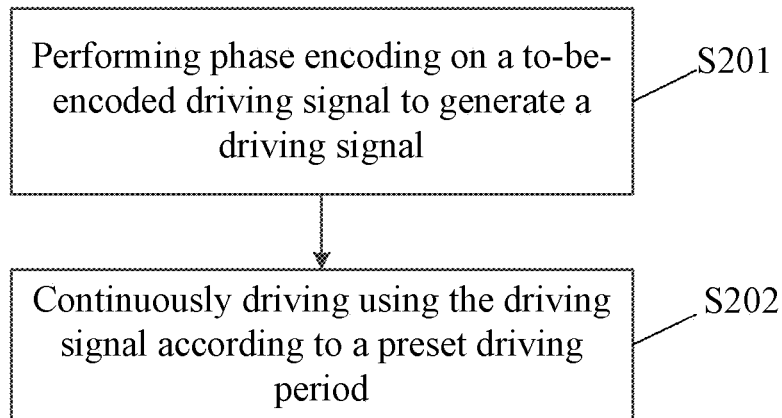 Performing phase encoding on a to-be-
encoded driving signal to generate a
driving signal
S201
Continuously driving using the driving
signal according to a preset driving
period
S202